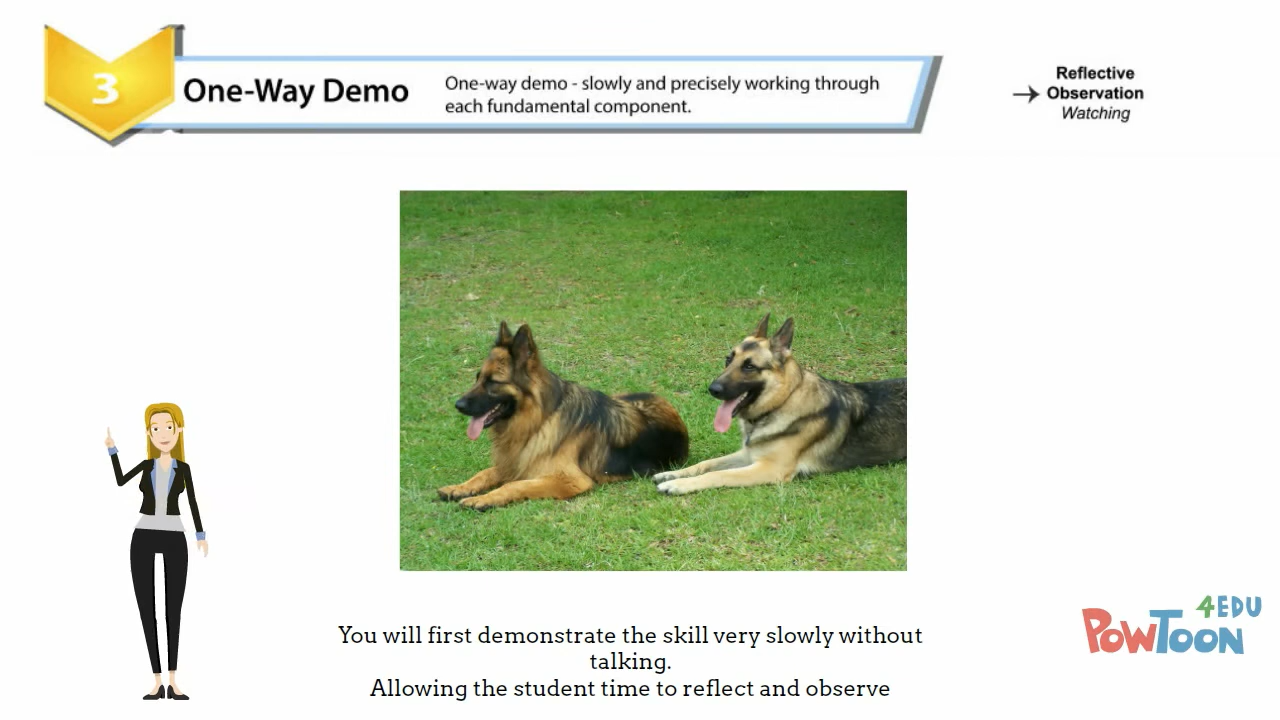 3
One-Way Demo
One-way demo - slowly and precisely working through
each fundamental component.
Reflective
→ Observation
Watching
You will first demonstrate the skill very slowly without
talking.
Allowing the student time to reflect and observe
4EDU
POWTOON